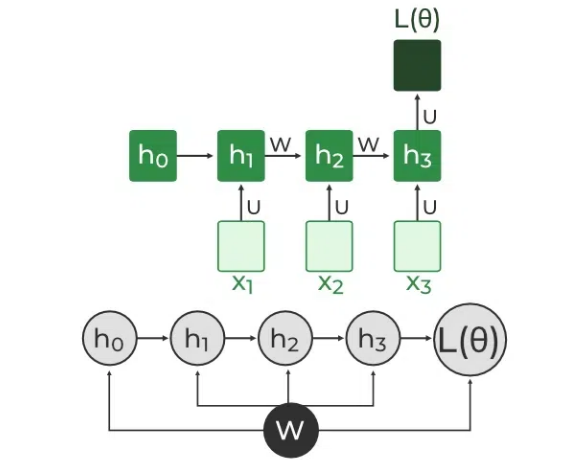 L(θ)
U
h₀ h₁ W h₂ W h₃
U U U
x₁ x₂ x₃
h₀ h₁ h₂ h₃ L(θ)
W